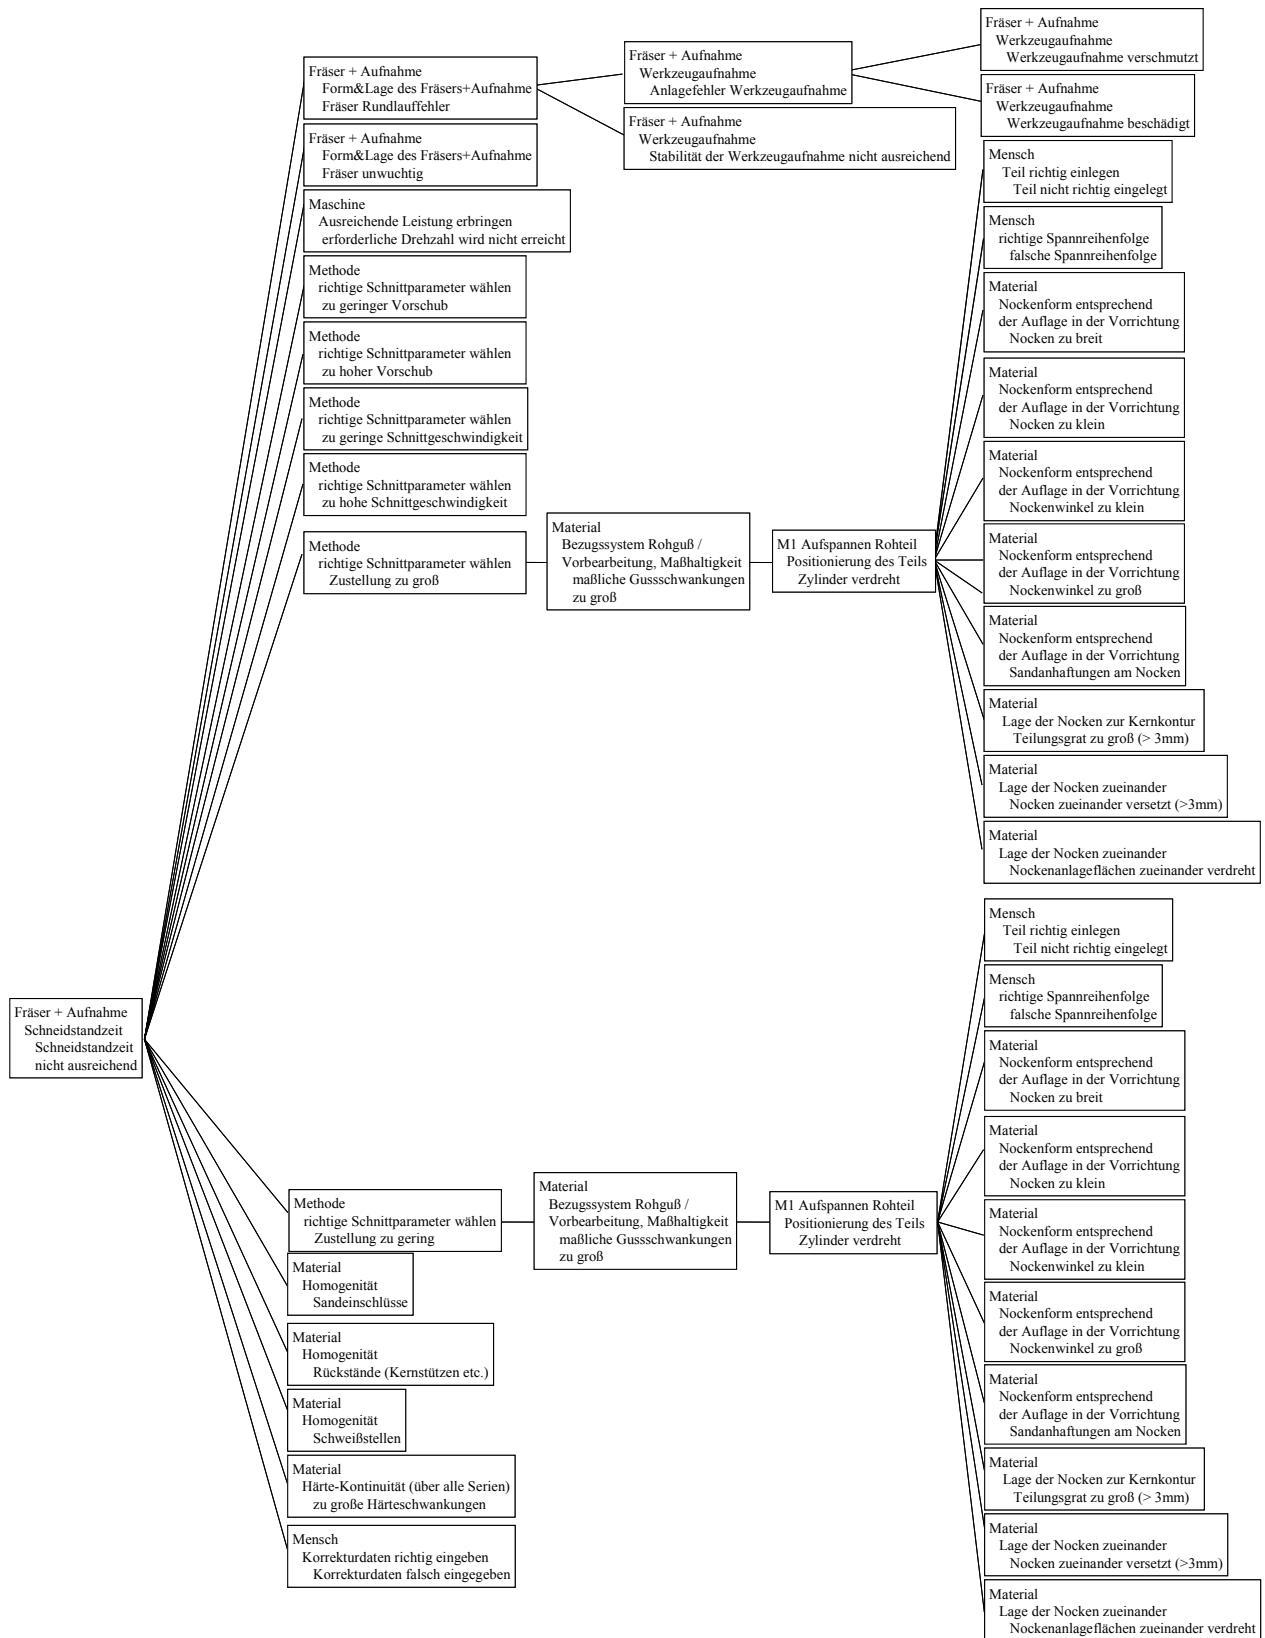 Fräser + Aufnahme
Schneidstandzeit
Schneidstandzeit
nicht ausreichend
Fräser + Aufnahme
Form&Lage des Fräsers+Aufnahme
Fräser Rundlauffehler
Fräser + Aufnahme
Form&Lage des Fräsers+Aufnahme
Fräser unwuchtig
Maschine
Ausreichende Leistung erbringen
erforderliche Drehzahl wird nicht erreicht
Methode
richtige Schnittparameter wählen
zu geringer Vorschub
Methode
richtige Schnittparameter wählen
zu hoher Vorschub
Methode
richtige Schnittparameter wählen
zu geringe Schnittgeschwindigkeit
Methode
richtige Schnittparameter wählen
zu hohe Schnittgeschwindigkeit
Methode
richtige Schnittparameter wählen
Zustellung zu groß
Methode
richtige Schnittparameter wählen
Zustellung zu gering
Material
Homogenität
Sandeinschlüsse
Material
Homogenität
Rückstände (Kernstützen etc.)
Material
Homogenität
Schweißstellen
Material
Härte-Kontinuität (über alle Serien)
zu große Härteschwankungen
Mensch
Korrekturdaten richtig eingeben
Korrekturdaten falsch eingegeben
Fräser + Aufnahme
Werkzeugaufnahme
Anlagefehler Werkzeugaufnahme
Fräser + Aufnahme
Werkzeugaufnahme
Stabilität der Werkzeugaufnahme nicht ausreichend
Material
Bezugssystem Rohguß /
Vorbearbeitung, Maßhaltigkeit
maßliche Gussschwankungen
zu groß
M1 Aufspannen Rohteil
Positionierung des Teils
Zylinder verdreht
Material
Bezugssystem Rohguß /
Vorbearbeitung, Maßhaltigkeit
maßliche Gussschwankungen
zu groß
M1 Aufspannen Rohteil
Positionierung des Teils
Zylinder verdreht
Fräser + Aufnahme
Werkzeugaufnahme
Werkzeugaufnahme verschmutzt
Fräser + Aufnahme
Werkzeugaufnahme
Werkzeugaufnahme beschädigt
Mensch
Teil richtig einlegen
Teil nicht richtig eingelegt
Mensch
richtige Spannreihenfolge
falsche Spannreihenfolge
Material
Nockenform entsprechend
der Auflage in der Vorrichtung
Nocken zu breit
Material
Nockenform entsprechend
der Auflage in der Vorrichtung
Nocken zu klein
Material
Nockenform entsprechend
der Auflage in der Vorrichtung
Nockenwinkel zu klein
Material
Nockenform entsprechend
der Auflage in der Vorrichtung
Nockenwinkel zu groß
Material
Nockenform entsprechend
der Auflage in der Vorrichtung
Sandanhaftungen am Nocken
Material
Lage der Nocken zur Kernkontur
Teilungsgrat zu groß (> 3mm)
Material
Lage der Nocken zueinander
Nocken zueinander versetzt (>3mm)
Material
Lage der Nocken zueinander
Nockenanlageflächen zueinander verdreht
Mensch
Teil richtig einlegen
Teil nicht richtig eingelegt
Mensch
richtige Spannreihenfolge
falsche Spannreihenfolge
Material
Nockenform entsprechend
der Auflage in der Vorrichtung
Nocken zu breit
Material
Nockenform entsprechend
der Auflage in der Vorrichtung
Nocken zu klein
Material
Nockenform entsprechend
der Auflage in der Vorrichtung
Nockenwinkel zu klein
Material
Nockenform entsprechend
der Auflage in der Vorrichtung
Nockenwinkel zu groß
Material
Nockenform entsprechend
der Auflage in der Vorrichtung
Sandanhaftungen am Nocken
Material
Lage der Nocken zur Kernkontur
Teilungsgrat zu groß (> 3mm)
Material
Lage der Nocken zueinander
Nocken zueinander versetzt (>3mm)
Material
Lage der Nocken zueinander
Nockenanlageflächen zueinander verdreht